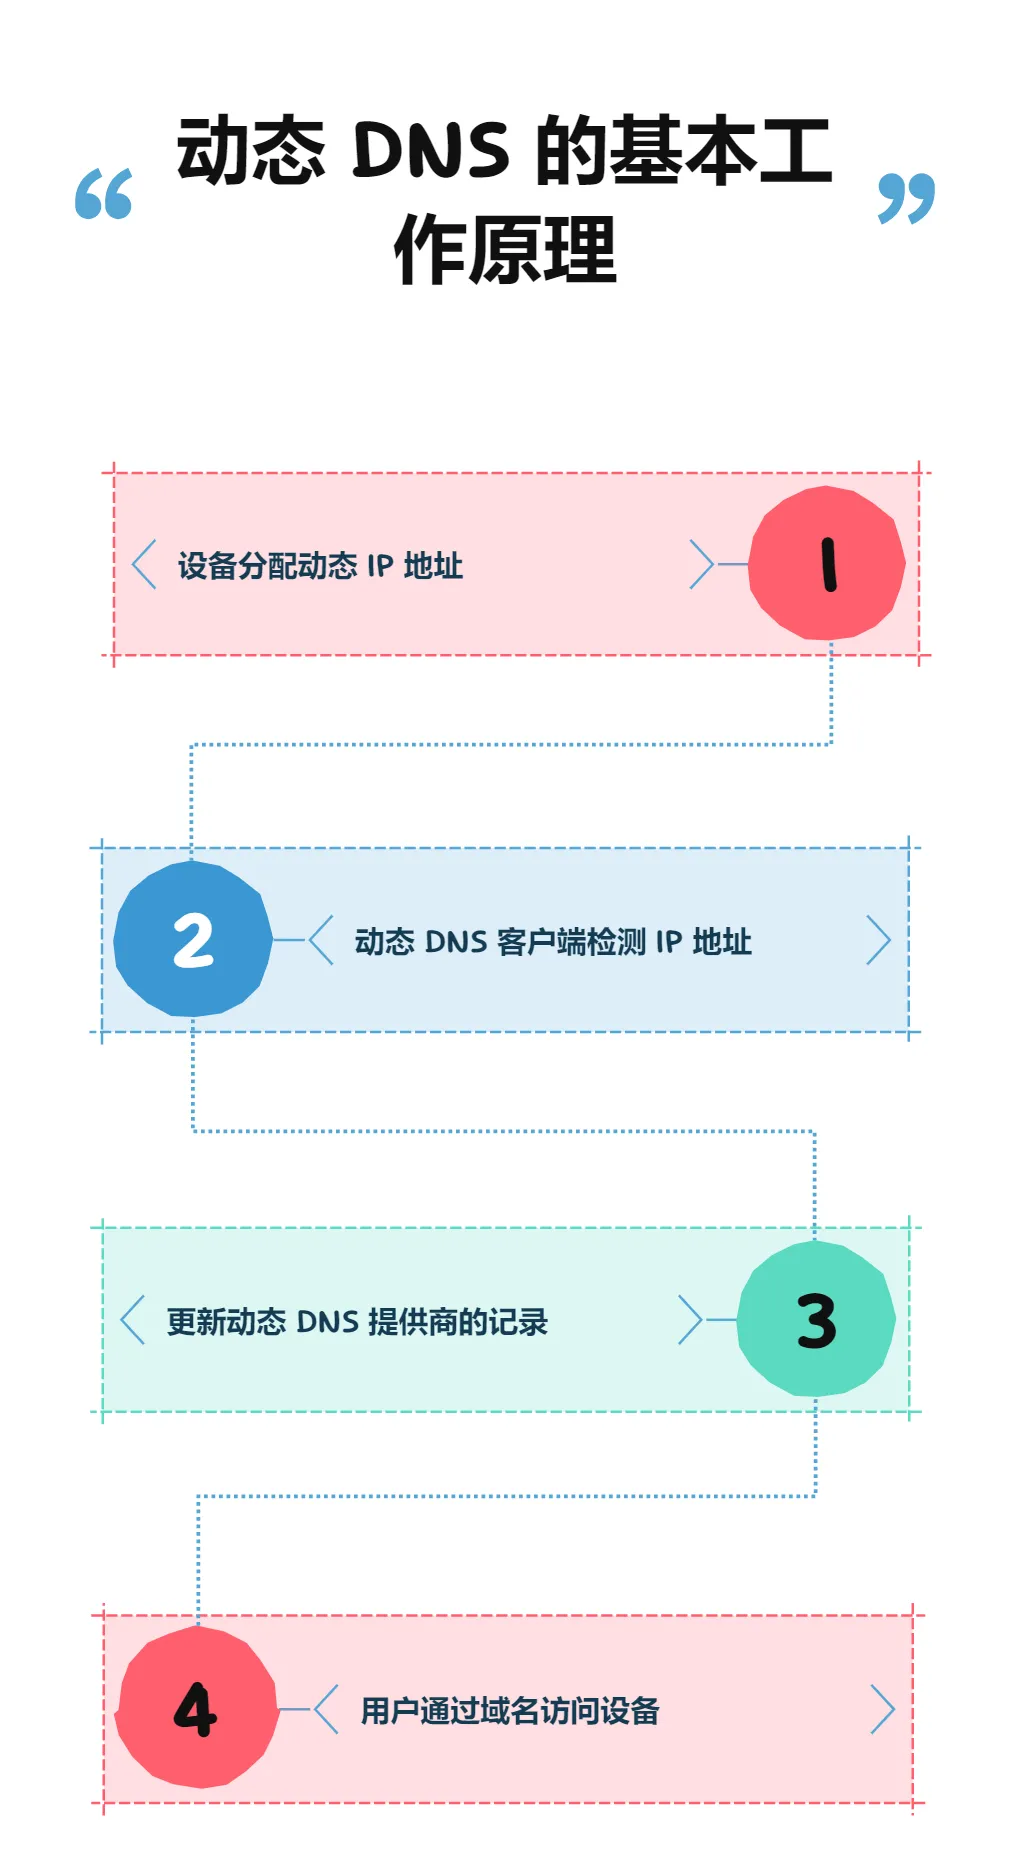 “动态 DNS 的基本工
作原理”
设备分配动态 IP 地址
1
2
动态 DNS 客户端检测 IP 地址
更新动态 DNS 提供商的记录
3
4
用户通过域名访问设备